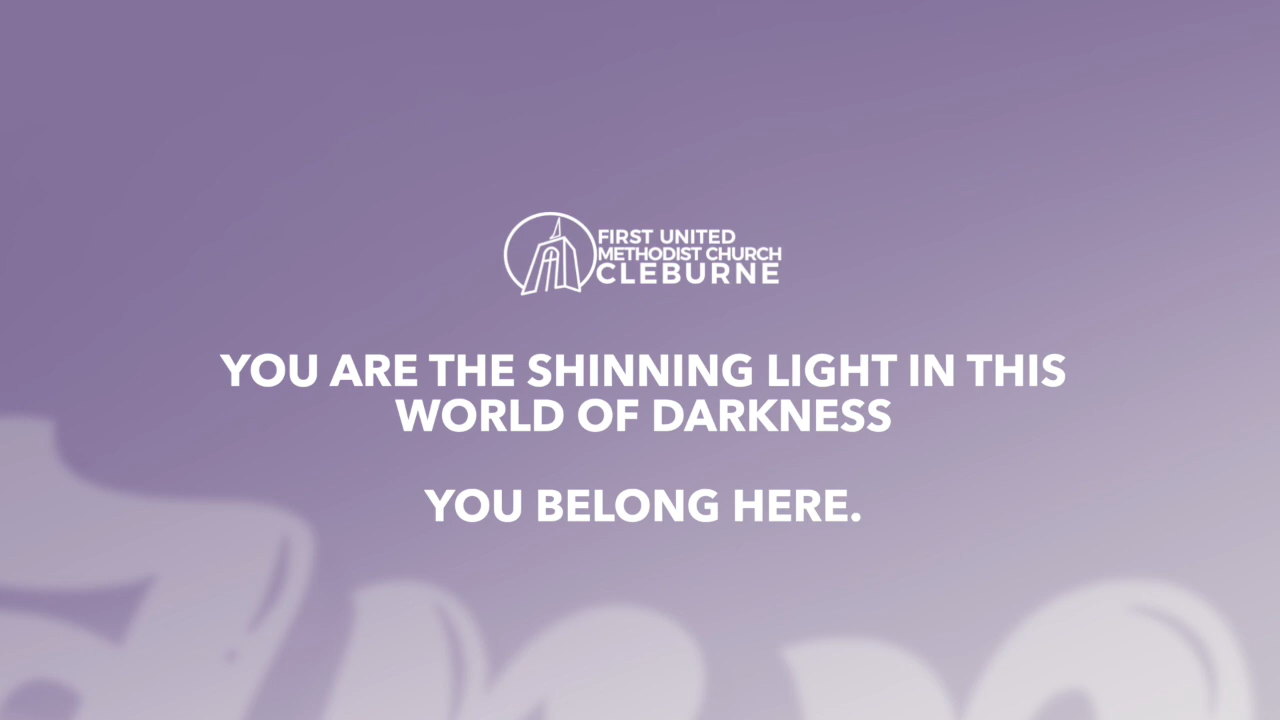 FIRST UNITED
METHODIST CHURCH
CLEBURNE
YOU ARE THE SHINNING LIGHT IN THIS
WORLD OF DARKNESS
YOU BELONG HERE.